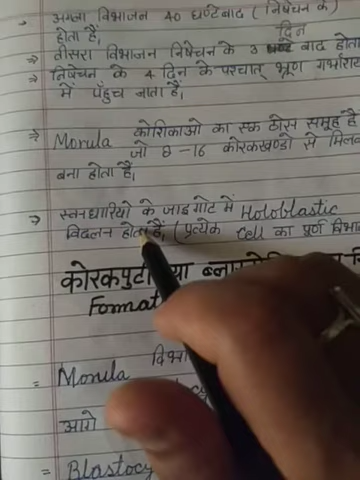 अगला विभाजन 40 घण्टे बाद ( निषेचन के )
होता है,
तीसरा विभाजन निषेचन के 3 दिन बाद होता
=> निषेचन के 4 दिन के पश्चात् भ्रूण गर्भाशय
में पहुँच जाता है,
=> Morula कोशिकाओ का एक ठोस समूह है
जो 8-16 कोरकखण्डो से मिलकर
बना होता है,
=> स्तनधारियो के जाइगोट में Holoblastic
विदलन होता है, (प्रत्येक cell का पूर्ण
कोरकपुटी या
Format
= Morula
आगे
= Blastocy